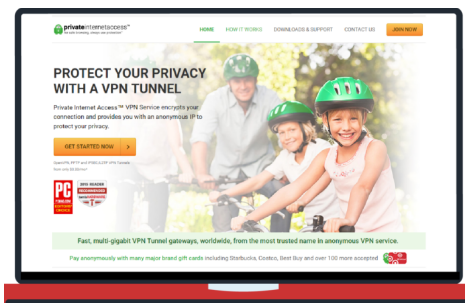 privateinternetaccess™
HOME HOW IT WORKS DOWNLOADS & SUPPORT CONTACT US JOIN NOW
PROTECT YOUR PRIVACY
WITH A VPN TUNNEL
Private Internet Access™ VPN Service encrypts your
connection and provides you with an anonymous IP to
protect your privacy.
GET STARTED NOW >
PC
Fast, multi-gigabit VPN Tunnel gateways, worldwide, from the most trusted name in anonymous VPN service.
Pay anonymously with many major brand gift cards including Starbucks, Costco, Best Buy and over 100 more accepted